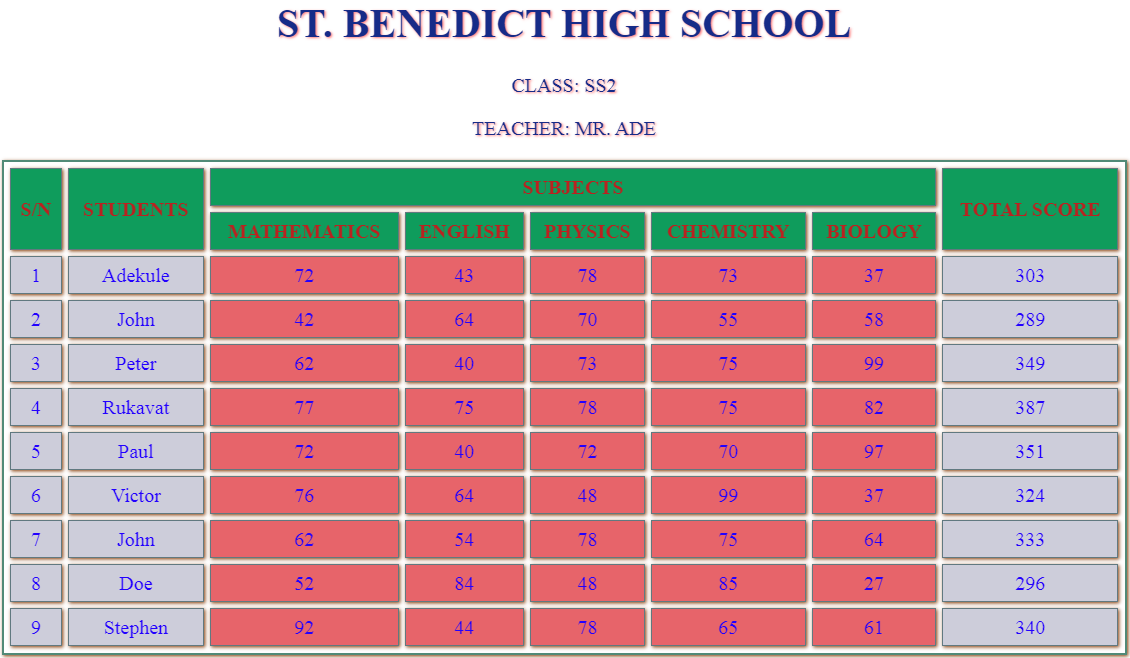 ST. BENEDICT HIGH SCHOOL
CLASS: SS2
TEACHER: MR. ADE
S/N STUDENTS SUBJECTS TOTAL SCORE
MATHEMATICS ENGLISH PHYSICS CHEMISTRY BIOLOGY
1 Adekule 72 43 78 73 37 303
2 John 42 64 70 55 58 289
3 Peter 62 40 73 75 99 349
4 Rukavat 77 75 78 75 82 387
5 Paul 72 40 72 70 97 351
6 Victor 76 64 48 99 37 324
7 John 62 54 78 75 64 333
8 Doe 52 84 48 85 27 296
9 Stephen 92 44 78 65 61 340